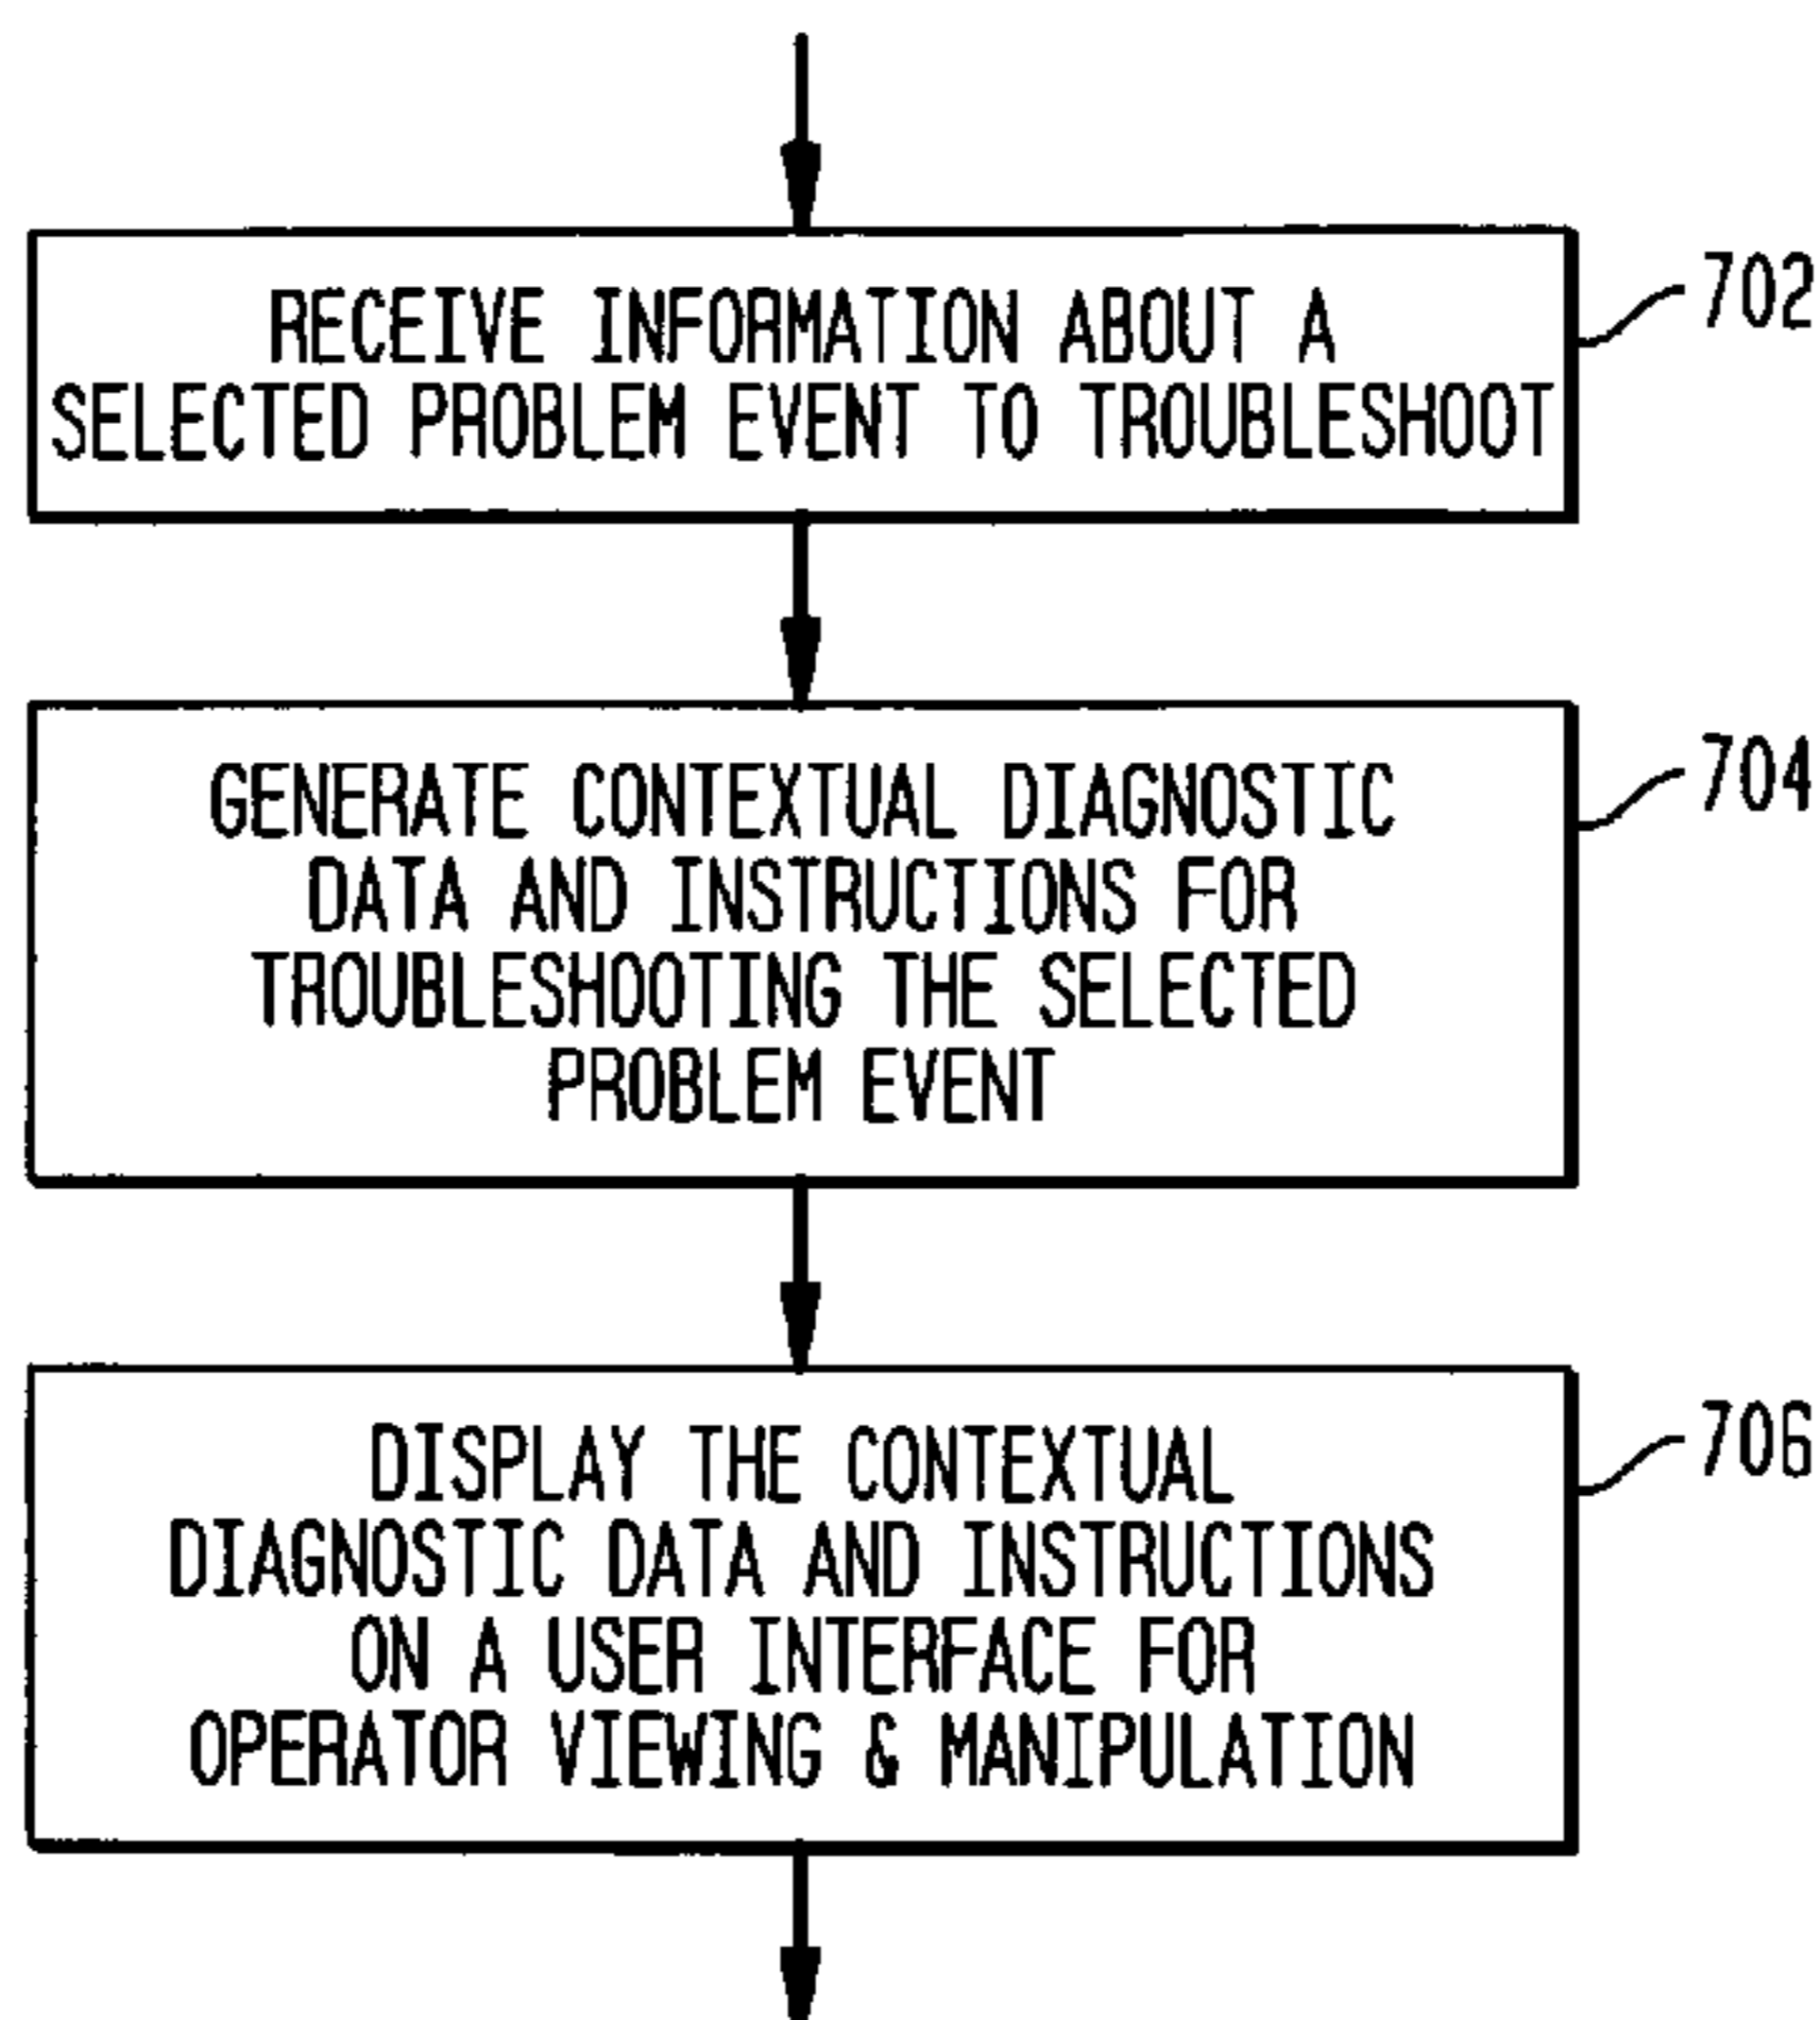 RECEIVE INFORMATION ABOUT A
SELECTED PROBLEM EVENT TO TROUBLESHOOT
702
GENERATE CONTEXTUAL DIAGNOSTIC
DATA AND INSTRUCTIONS FOR
TROUBLESHOOTING THE SELECTED
PROBLEM EVENT
704
DISPLAY THE CONTEXTUAL
DIAGNOSTIC DATA AND INSTRUCTIONS
ON A USER INTERFACE FOR
OPERATOR VIEWING & MANIPULATION
706